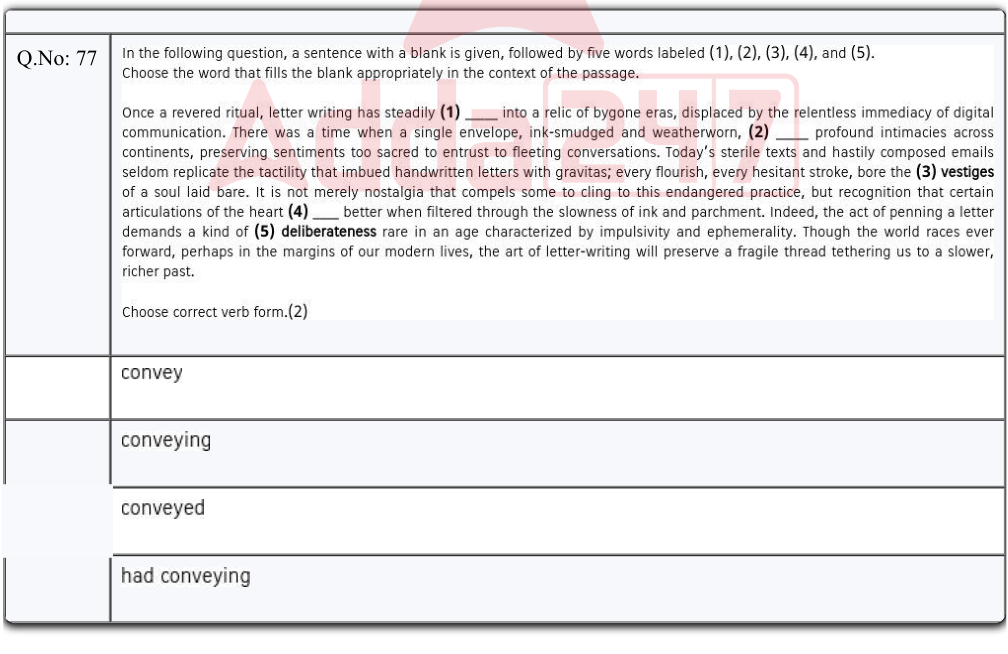 Q.No: 77
In the following question, a sentence with a blank is given, followed by five words labeled (1), (2), (3), (4), and (5).
Choose the word that fills the blank appropriately in the context of the passage.
Once a revered ritual, letter writing has steadily (1) ____ into a relic of bygone eras, displaced by the relentless immediacy of digital
communication. There was a time when a single envelope, ink-smudged and weatherworn, (2) ____ profound intimacies across
continents, preserving sentiments too sacred to entrust to fleeting conversations. Today's sterile texts and hastily composed emails
seldom replicate the tactility that imbued handwritten letters with gravitas; every flourish, every hesitant stroke, bore the (3) vestiges
of a soul laid bare. It is not merely nostalgia that compels some to cling to this endangered practice, but recognition that certain
articulations of the heart (4) ___ better when filtered through the slowness of ink and parchment. Indeed, the act of penning a letter
demands a kind of (5) deliberateness rare in an age characterized by impulsivity and ephemerality. Though the world races ever
forward, perhaps in the margins of our modern lives, the art of letter-writing will preserve a fragile thread tethering us to a slower,
richer past.
Choose correct verb form.(2)
convey
conveying
conveyed
had conveying
Adda247